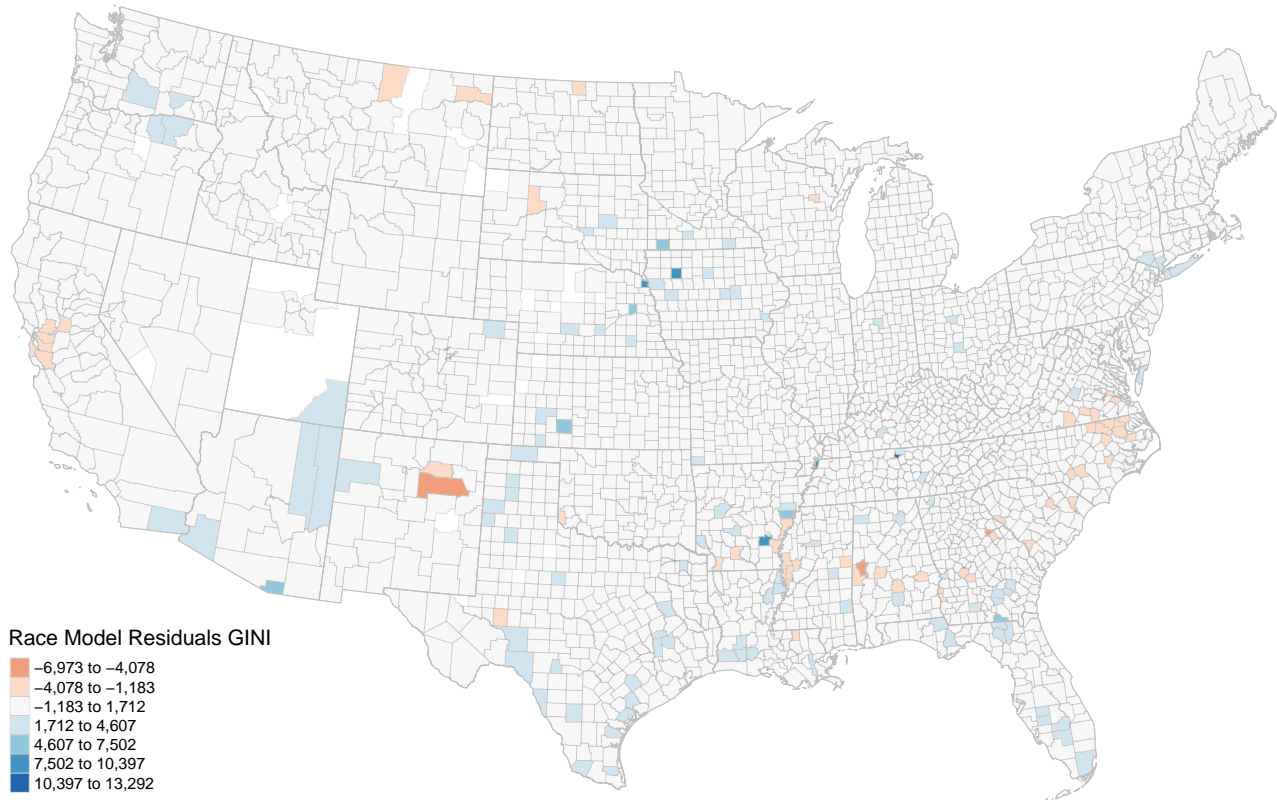 Race Model Residuals GINI
−6,973 to −4,078
−4,078 to −1,183
−1,183 to 1,712
1,712 to 4,607
4,607 to 7,502
7,502 to 10,397
10,397 to 13,292